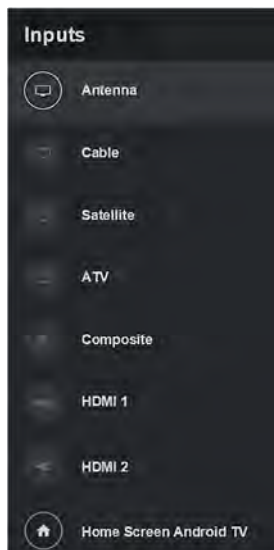 Inputs
Antenna
Cable
Satellite
ATV
Composite
HDMI 1
HDMI 2
Home Screen Android TV